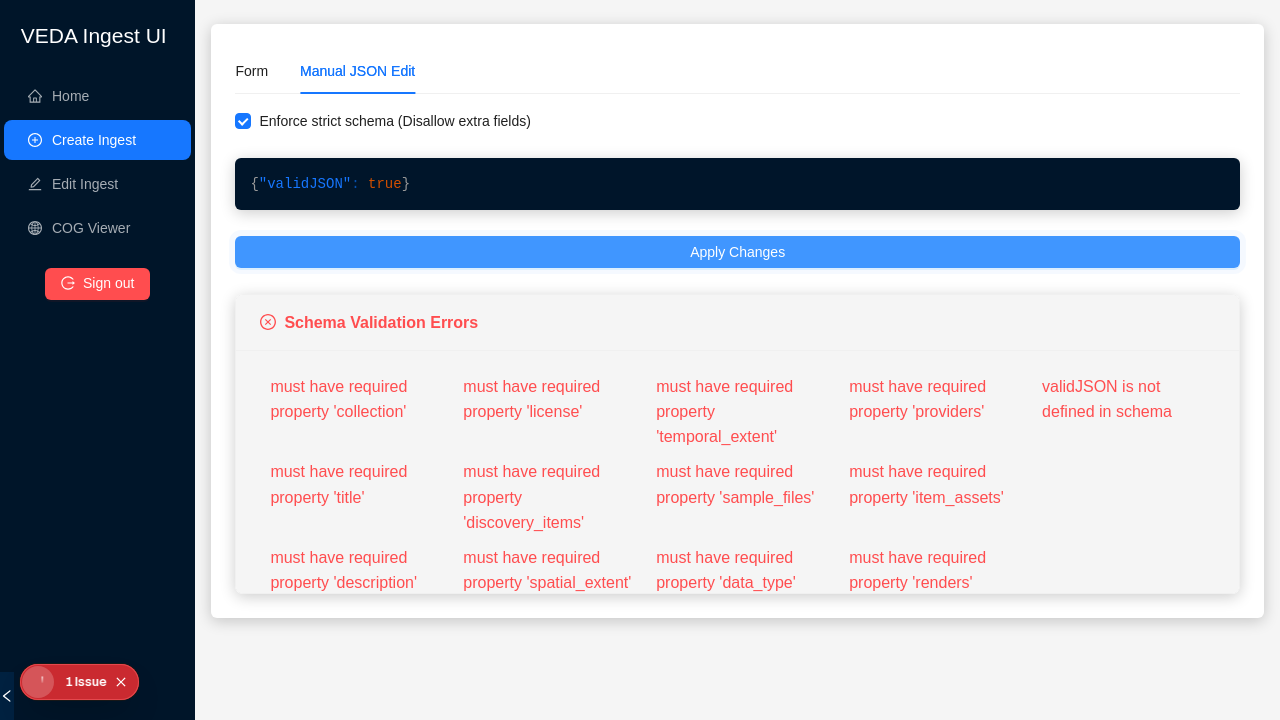 VEDA Ingest UI
Home
Create Ingest
Edit Ingest
COG Viewer
Sign out
1 Issue
Form
Manual JSON Edit
Enforce strict schema (Disallow extra fields)
{"validJSON": true}
Apply Changes
Schema Validation Errors
must have required
property 'collection'
must have required
property 'title'
must have required
property 'description'
must have required
property 'license'
must have required
property
'discovery_items'
must have required
property 'spatial_extent'
must have required
property
'temporal_extent'
must have required
property 'sample_files'
must have required
property 'data_type'
must have required
property 'providers'
must have required
property 'item_assets'
must have required
property 'renders'
validJSON is not
defined in schema